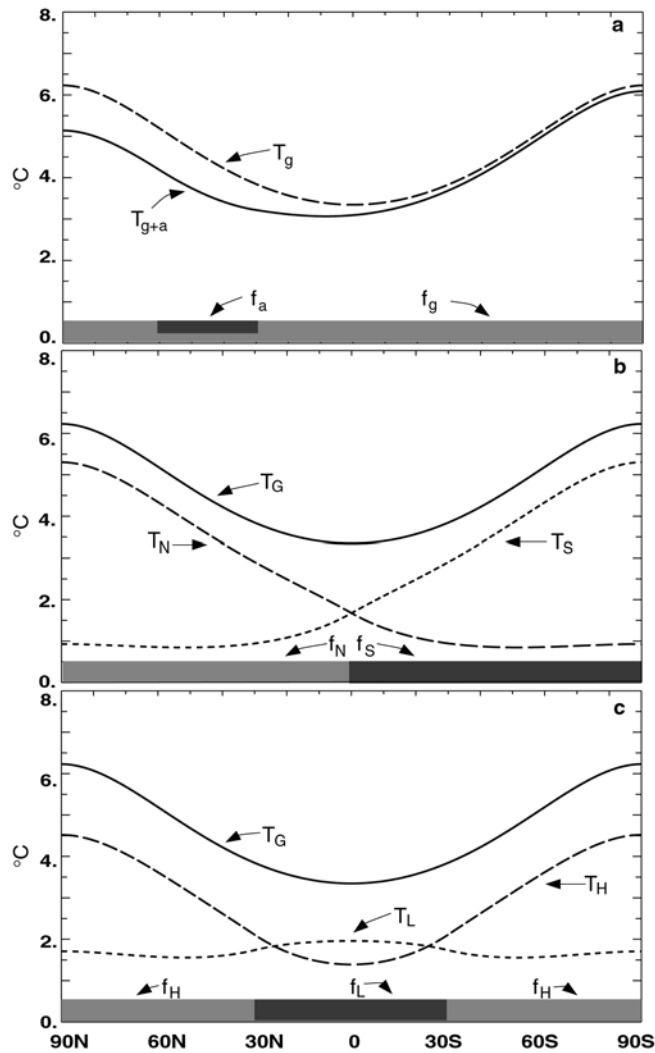 a
8.
6.
4.
2.
0.
°C
T_g
T_{g+a}
f_a
f_g
b
8.
6.
4.
2.
0.
°C
T_G
T_N
T_S
f_N f_S
c
8.
6.
4.
2.
0.
°C
T_G
T_H
T_L
f_H f_L f_H
90N 60N 30N 0 30S 60S 90S